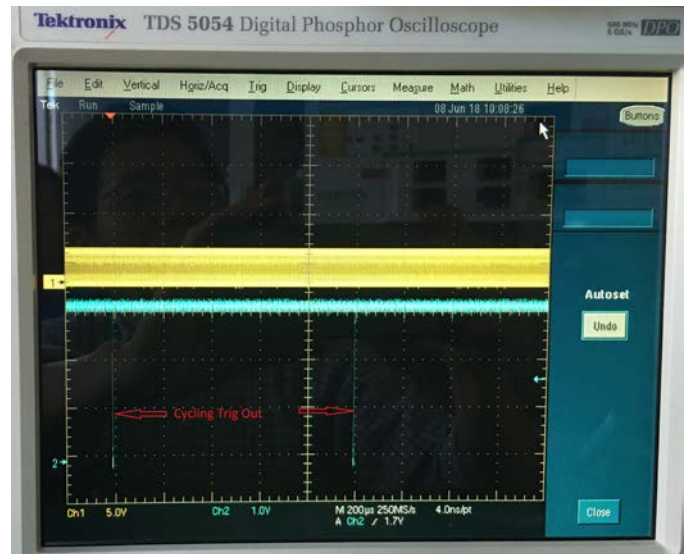 Tektronix TDS 5054 Digital Phosphor Oscilloscope DPO
File Edit Vertical Horiz/Acq Trig Display Cursors Measure Math Utilities Help
Tek Run Sample 08 Jun 18 10:08:26
Buttons
1
Autoset
Undo
Cycling Trig Out
2
Ch1 5.0V Ch2 1.0V M 200µs 250MS/s 4.0ns/pt
A Ch2 1.7V
Close